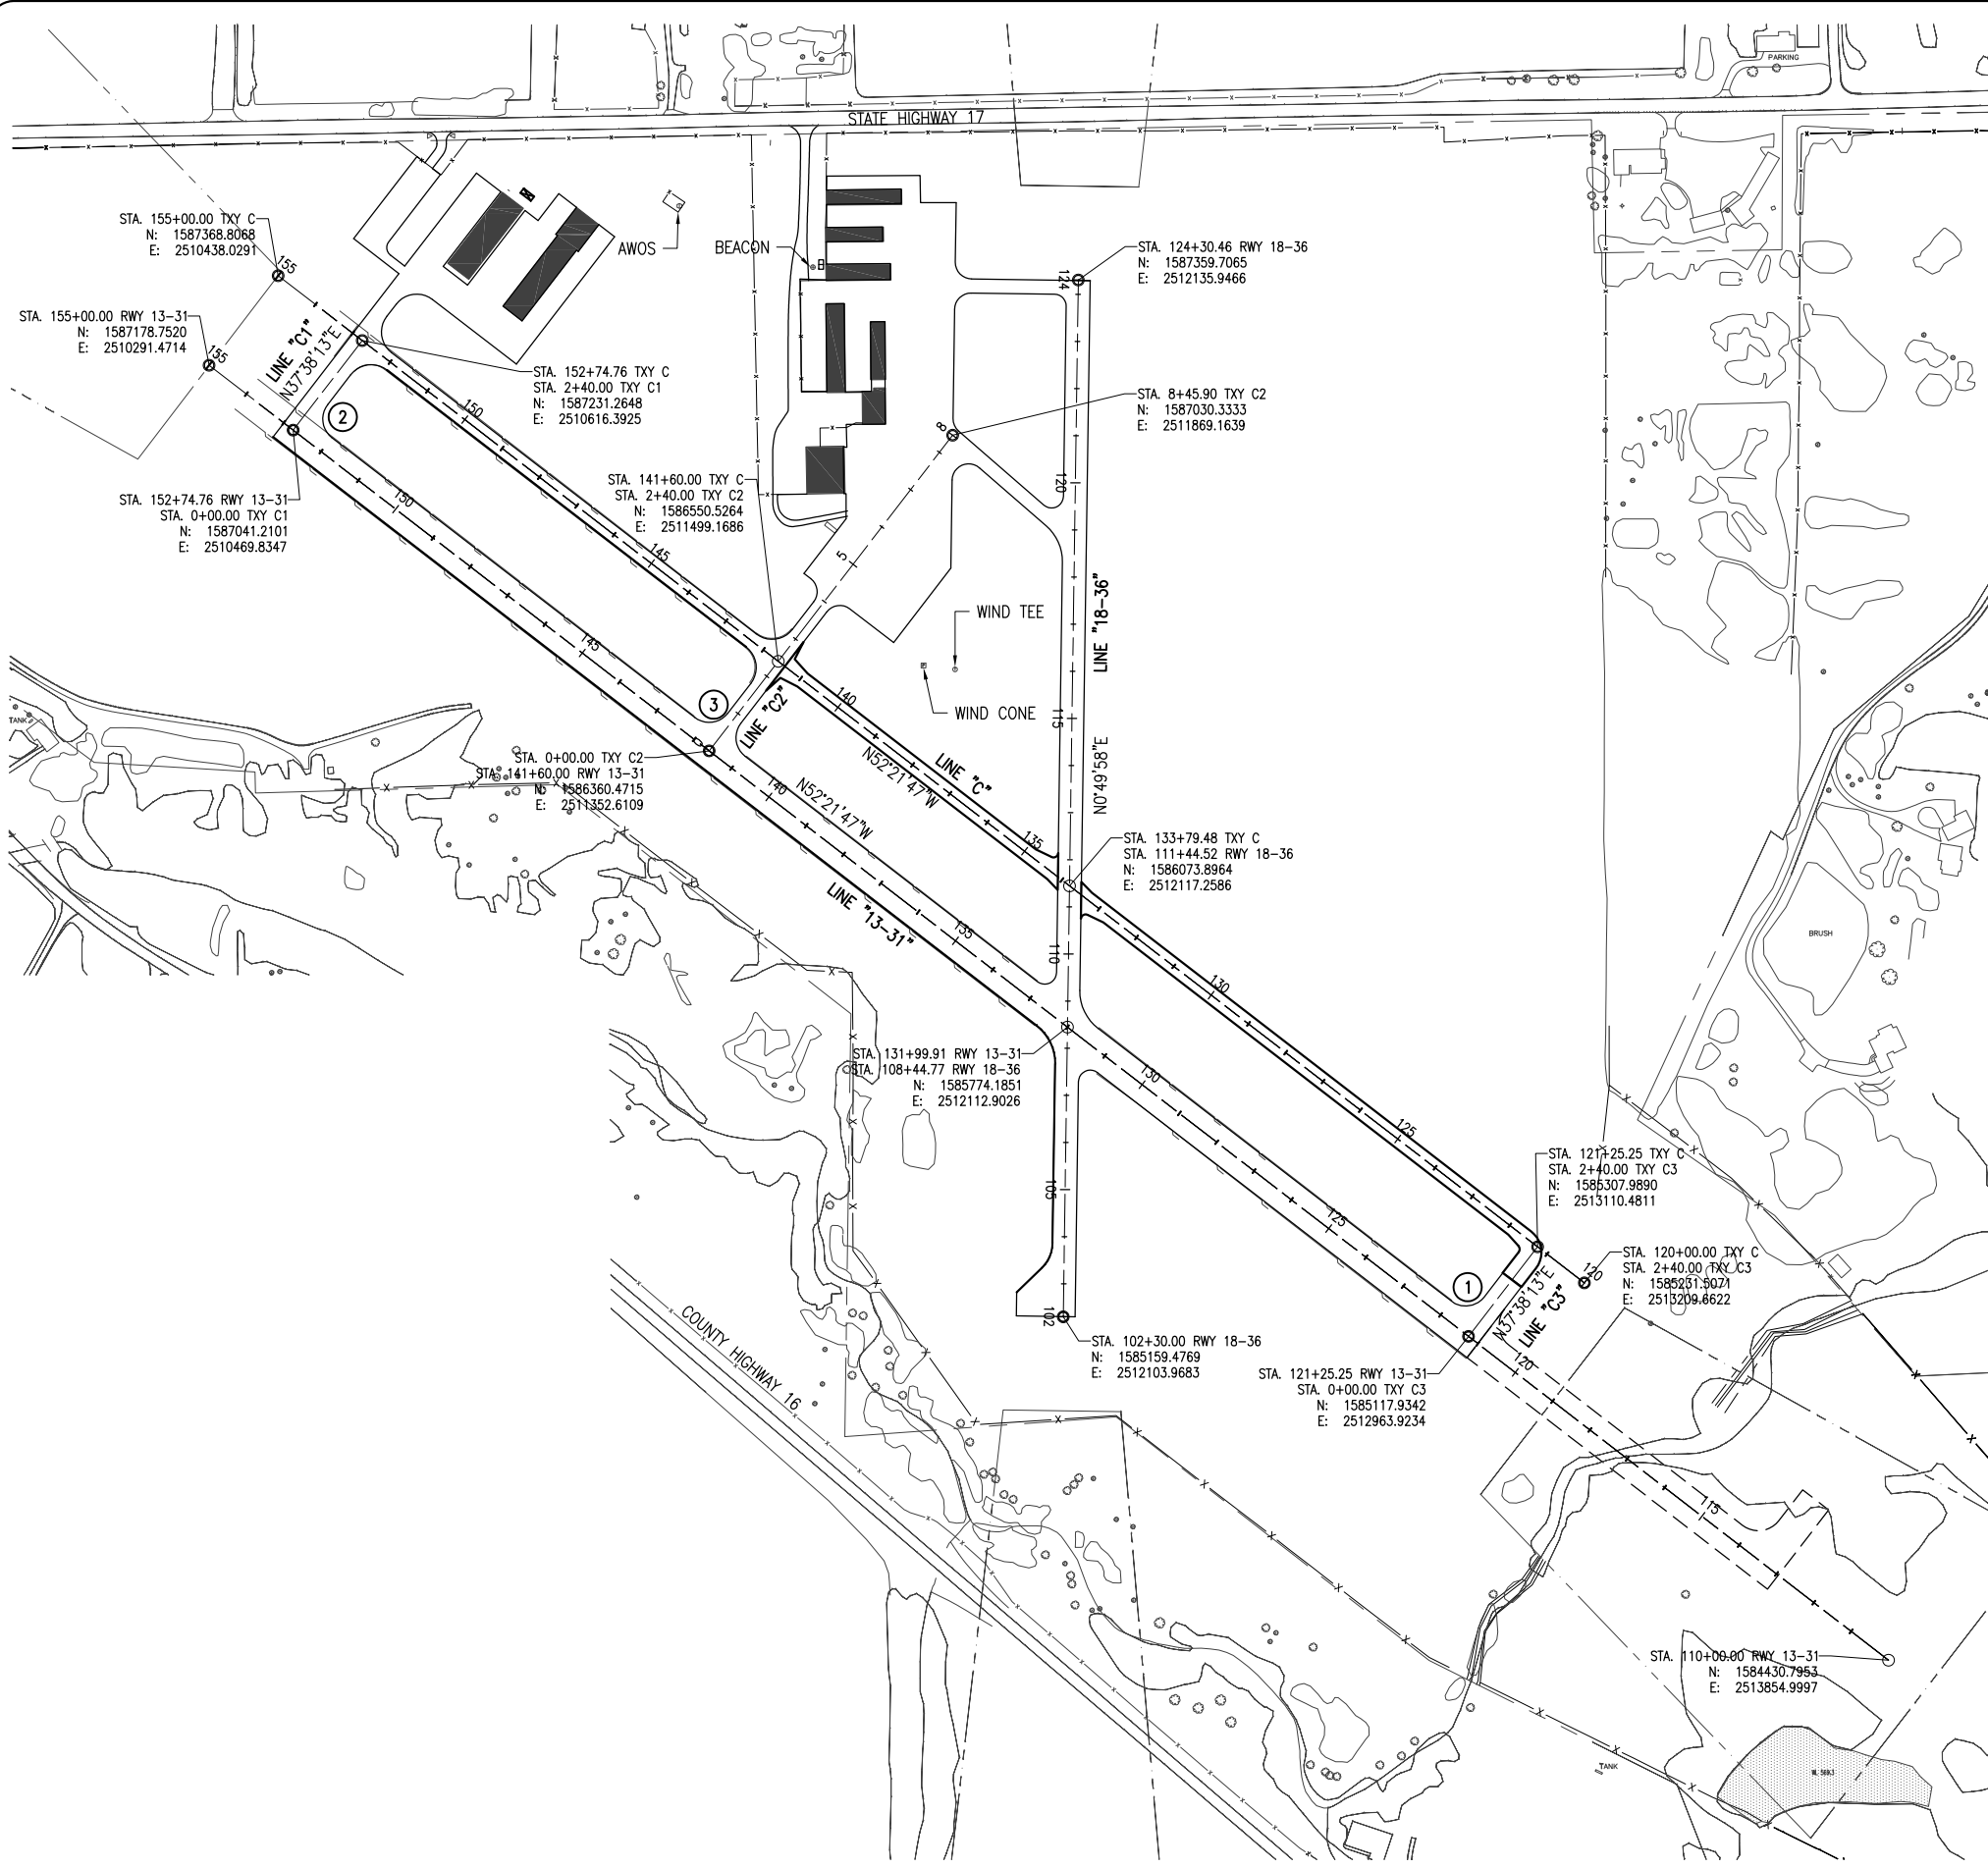 PARKING
STATE HIGHWAY 17
STA. 155+00.00 TXY C
N: 1587368.8068
E: 2510438.0291
155
AWOS
BEACON
STA. 124+30.46 RWY 18-36
N: 1587359.7065
E: 2512135.9466
124
STA. 155+00.00 RWY 13-31
N: 1587178.7520
E: 2510291.4714
155
LINE "C1"
N37°38'13"E
STA. 152+74.76 TXY C
STA. 2+40.00 TXY C1
N: 1587231.2648
E: 2510616.3925
STA. 8+45.90 TXY C2
N: 1587030.3333
E: 2511869.1639
2
150
8
STA. 152+74.76 RWY 13-31
STA. 0+00.00 TXY C1
N: 1587041.2101
E: 2510469.8347
150
STA. 141+60.00 TXY C
STA. 2+40.00 TXY C2
N: 1586550.5264
E: 2511499.1686
120
145
5
LINE "18-36"
WIND TEE
145
WIND CONE
140
3
LINE "C2"
115
TANK
0
STA. 0+00.00 TXY C2
STA. 141+60.00 RWY 13-31
N: 1586360.4715
E: 2511352.6109
140
N52°21'47"W
N52°21'47"W
LINE "C"
N0°49'58"E
135
STA. 133+79.48 TXY C
STA. 111+44.52 RWY 18-36
N: 1586073.8964
E: 2512117.2586
LINE "13-31"
135
110
BRUSH
130
STA. 131+99.91 RWY 13-31
STA. 108+44.77 RWY 18-36
N: 1585774.1851
E: 2512112.9026
130
125
STA. 121+25.25 TXY C
STA. 2+40.00 TXY C3
N: 1585307.9890
E: 2513110.4811
105
125
STA. 120+00.00 TXY C
STA. 2+40.00 TXY C3
N: 1585231.5071
E: 2513209.6622
120
1
N37°38'13"E
LINE "C3"
102
STA. 102+30.00 RWY 18-36
N: 1585159.4769
E: 2512103.9683
120
STA. 121+25.25 RWY 13-31
STA. 0+00.00 TXY C3
N: 1585117.9342
E: 2512963.9234
COUNTY HIGHWAY 16
115
STA. 110+00.00 RWY 13-31
N: 1584430.7953
E: 2513854.9997
TANK